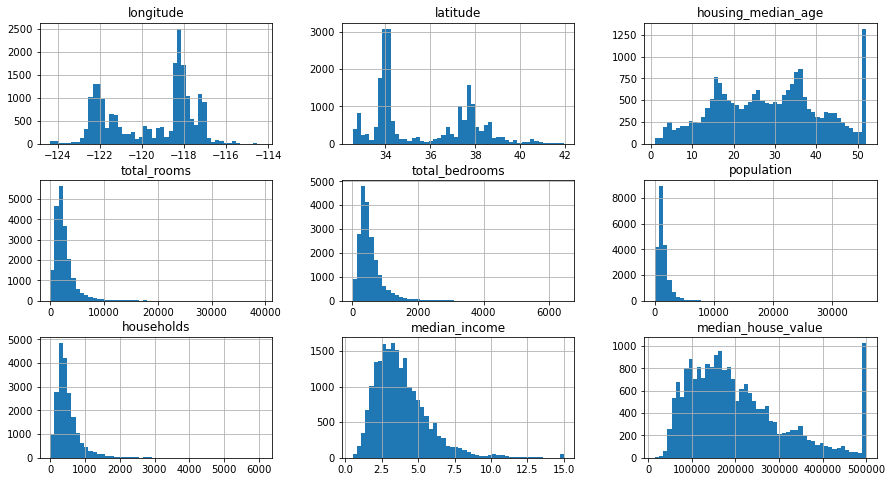 longitude
2500
2000
1500
1000
500
0
−124 −122 −120 −118 −116 −114
latitude
3000
2000
1000
0
34 36 38 40 42
housing_median_age
1250
1000
750
500
250
0
0 10 20 30 40 50
total_rooms
5000
4000
3000
2000
1000
0
0 10000 20000 30000 40000
total_bedrooms
5000
4000
3000
2000
1000
0
0 2000 4000 6000
population
8000
6000
4000
2000
0
0 10000 20000 30000
households
5000
4000
3000
2000
1000
0
0 1000 2000 3000 4000 5000 6000
median_income
1500
1000
500
0
0.0 2.5 5.0 7.5 10.0 12.5 15.0
median_house_value
1000
800
600
400
200
0
0 100000 200000 300000 400000 500000